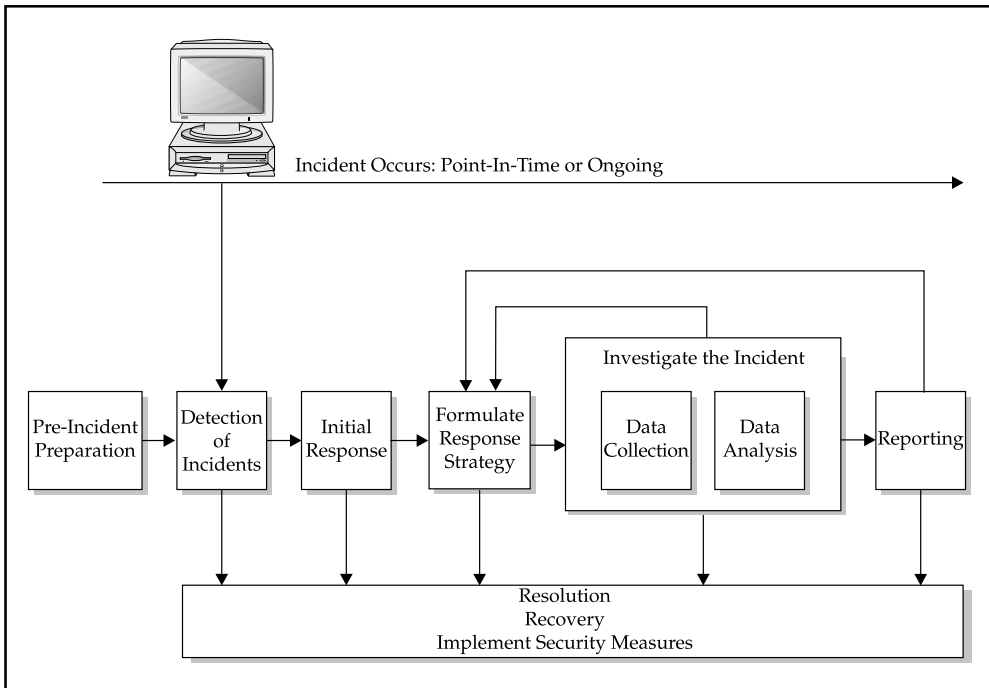 Incident Occurs: Point-In-Time or Ongoing
Pre-Incident
Preparation
Detection
of
Incidents
Initial
Response
Formulate
Response
Strategy
Investigate the Incident
Data
Collection
Data
Analysis
Reporting
Resolution
Recovery
Implement Security Measures